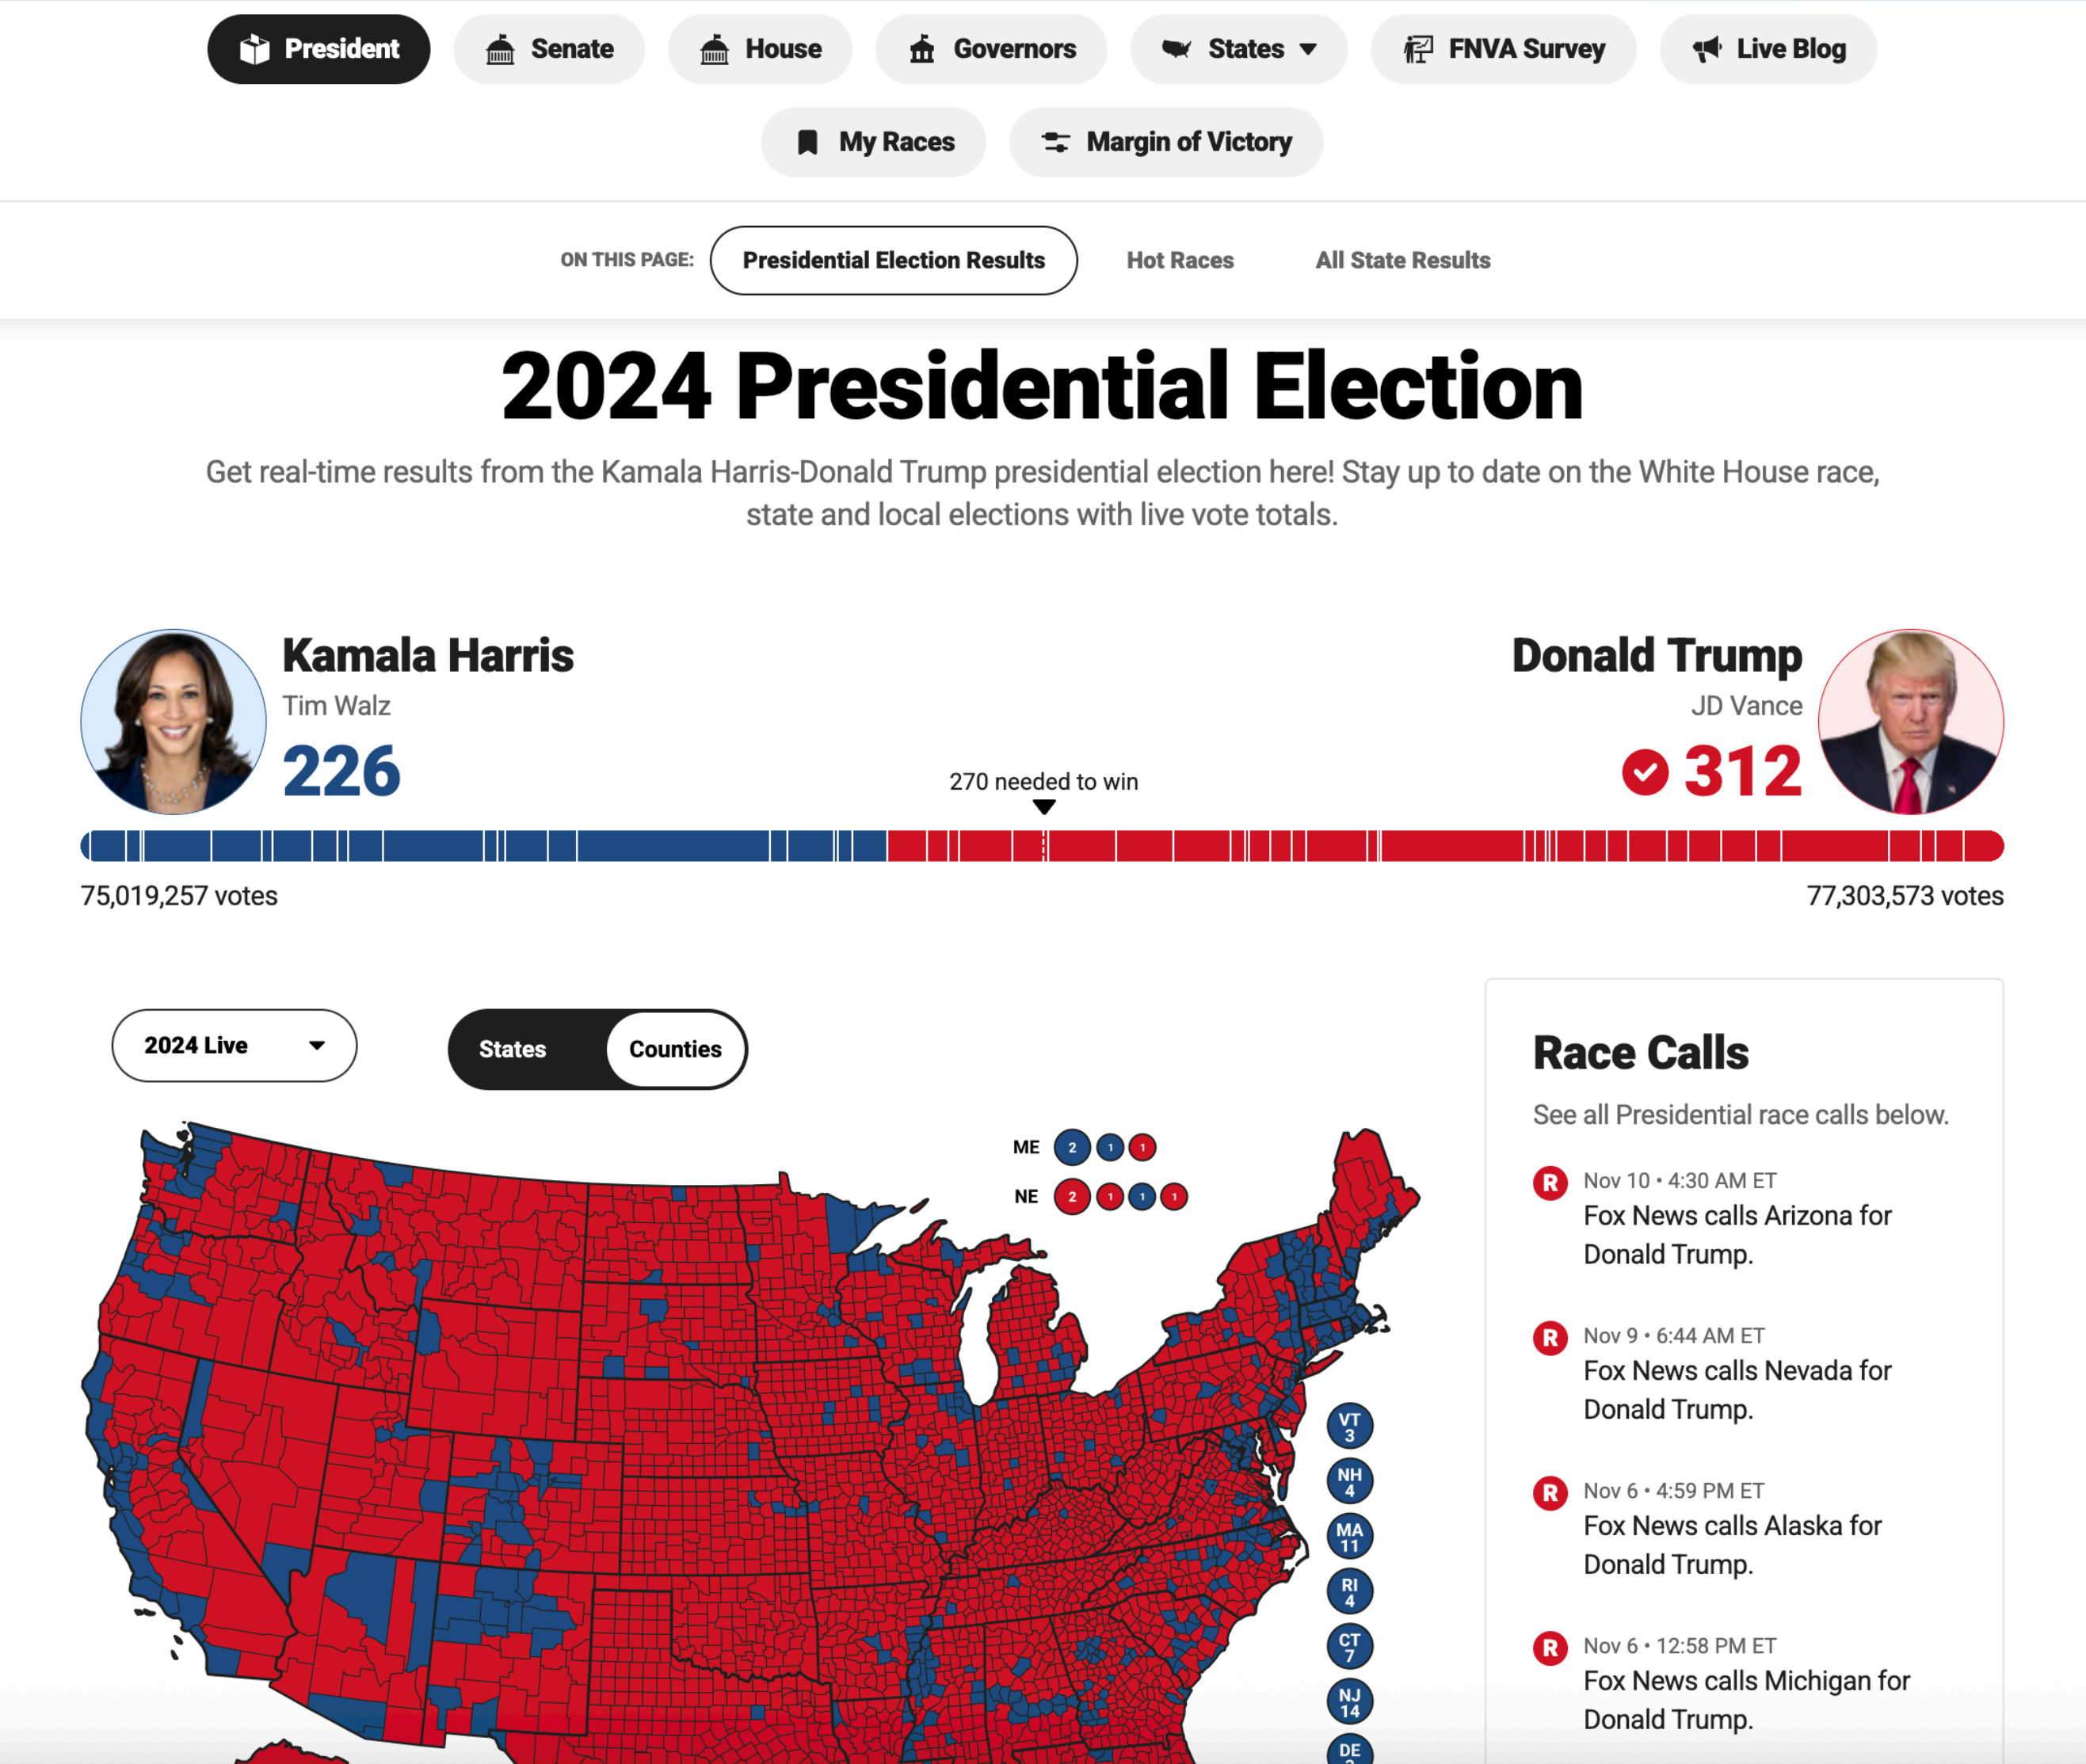 President
Senate
House
Governors
States
FNVA Survey
Live Blog
My Races
Margin of Victory
ON THIS PAGE:
Presidential Election Results
Hot Races
All State Results
2024 Presidential Election
Get real-time results from the Kamala Harris-Donald Trump presidential election here! Stay up to date on the White House race,
state and local elections with live vote totals.
Kamala Harris
Tim Walz
226
270 needed to win
Donald Trump
JD Vance
312
75,019,257 votes
77,303,573 votes
2024 Live
States
Counties
ME 2 1 1
NE 2 1 1 1
VT
3
NH
4
MA
11
RI
4
CT
7
NJ
14
DE
Race Calls
See all Presidential race calls below.
R
Nov 10 • 4:30 AM ET
Fox News calls Arizona for
Donald Trump.
R
Nov 9 • 6:44 AM ET
Fox News calls Nevada for
Donald Trump.
R
Nov 6 • 4:59 PM ET
Fox News calls Alaska for
Donald Trump.
R
Nov 6 • 12:58 PM ET
Fox News calls Michigan for
Donald Trump.